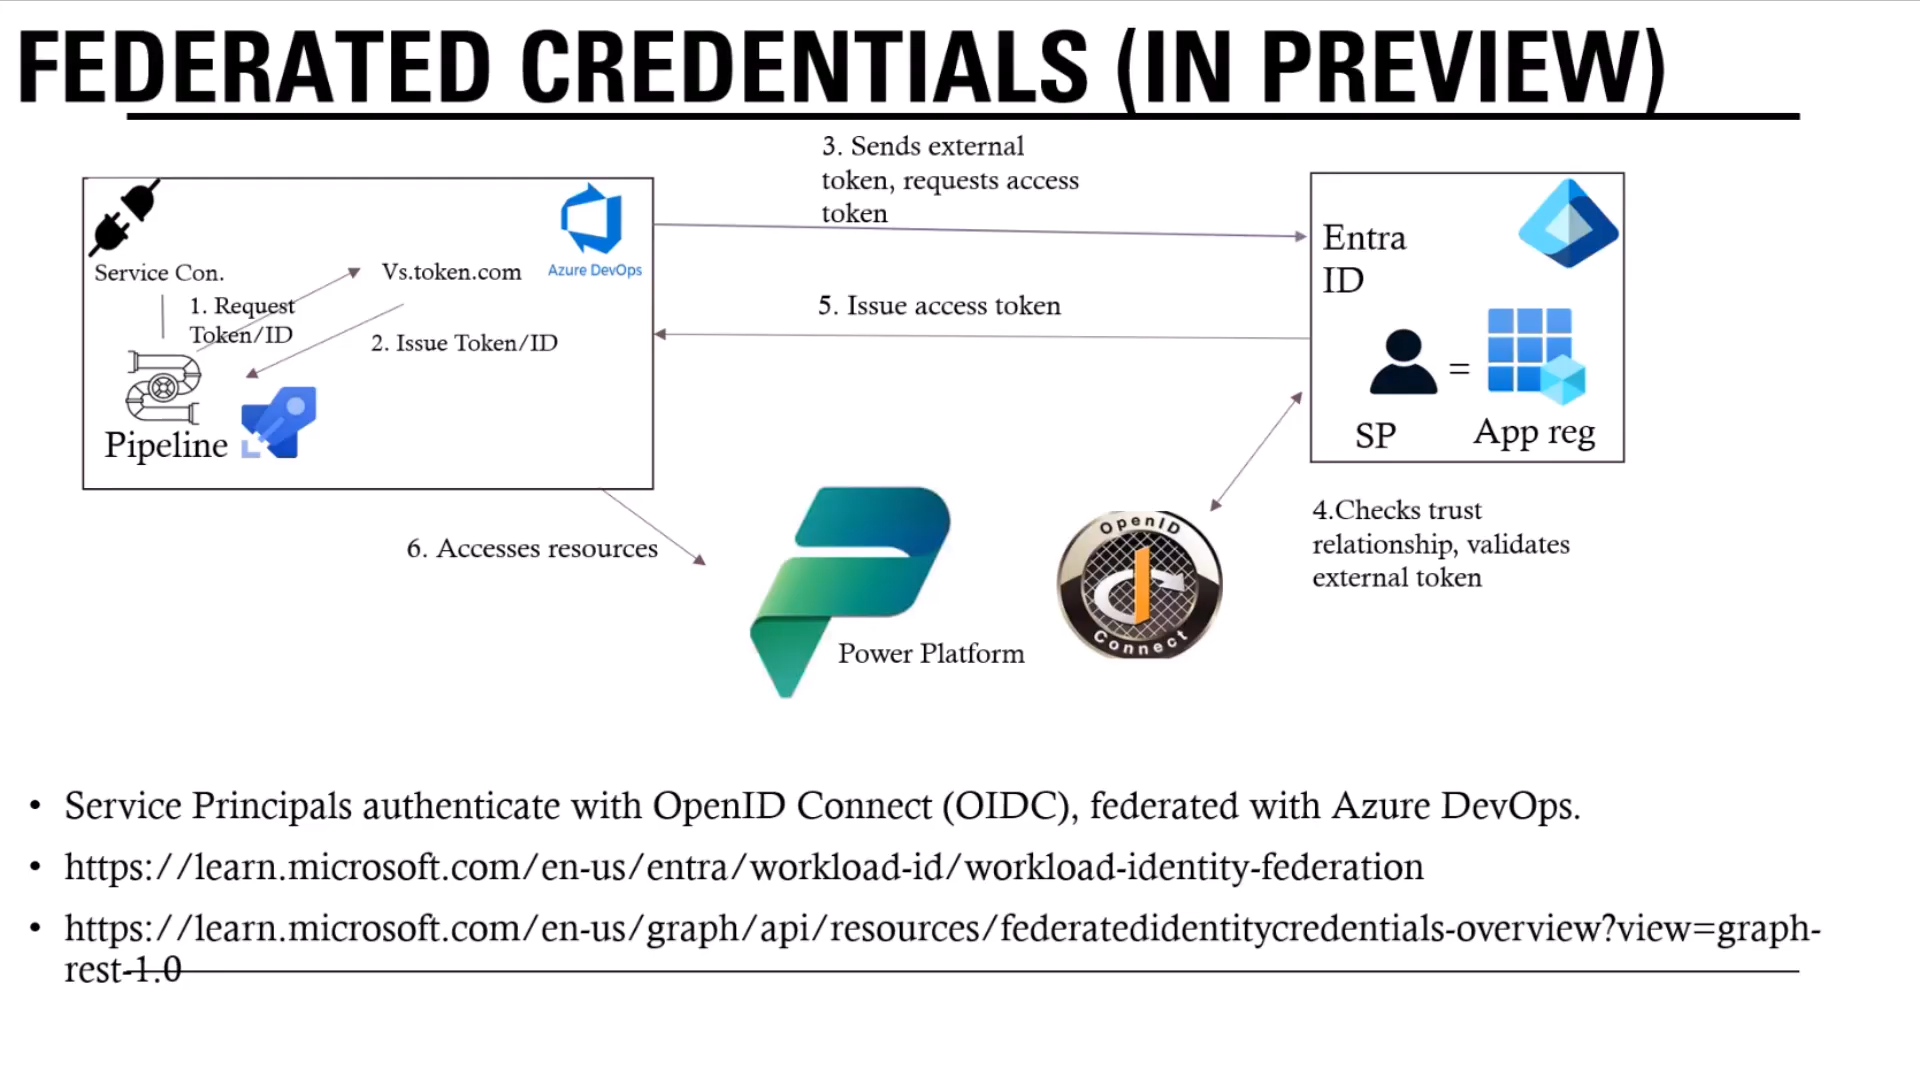 FEDERATED CREDENTIALS (IN PREVIEW)
3. Sends external
token, requests access
token
Service Con.
Vs.token.com
Azure DevOps
1. Request
Token/ID
2. Issue Token/ID
Pipeline
5. Issue access token
Entra
ID
SP
=
App reg
4.Checks trust
relationship, validates
external token
6. Accesses resources
Power Platform
OpenID
Connect
• Service Principals authenticate with OpenID Connect (OIDC), federated with Azure DevOps.
• https://learn.microsoft.com/en-us/entra/workload-id/workload-identity-federation
• https://learn.microsoft.com/en-us/graph/api/resources/federatedidentitycredentials-overview?view=graph-
rest-1.0